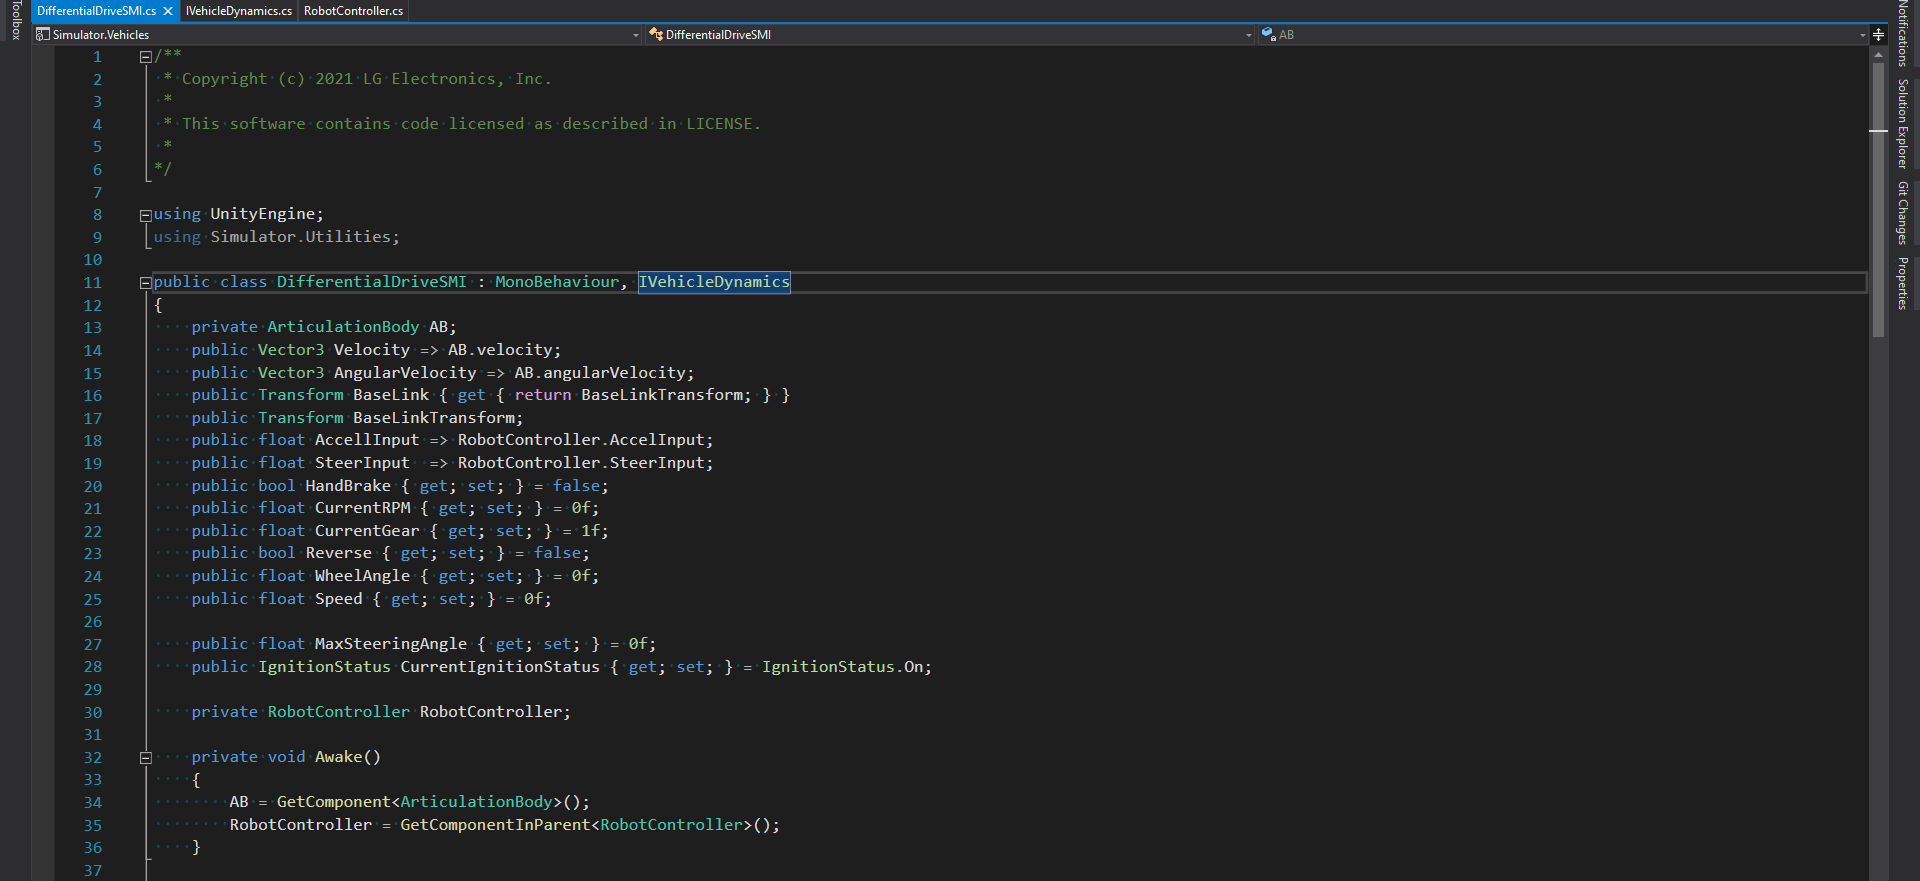 Toolbox
DifferentialDriveSMI.cs
IVehicleDynamics.cs
RobotController.cs
Simulator.Vehicles
DifferentialDriveSMI
AB
1 /**
2 * Copyright (c) 2021 LG Electronics, Inc.
3 *
4 * This software contains code licensed as described in LICENSE.
5 *
6 */
7
8 using UnityEngine;
9 using Simulator.Utilities;
10
11 public class DifferentialDriveSMI : MonoBehaviour, IVehicleDynamics
12 {
13 private ArticulationBody AB;
14 public Vector3 Velocity => AB.velocity;
15 public Vector3 AngularVelocity => AB.angularVelocity;
16 public Transform BaseLink { get { return BaseLinkTransform; } }
17 public Transform BaseLinkTransform;
18 public float AccellInput => RobotController.AccelInput;
19 public float SteerInput  => RobotController.SteerInput;
20 public bool HandBrake { get; set; } = false;
21 public float CurrentRPM { get; set; } = 0f;
22 public float CurrentGear { get; set; } = 1f;
23 public bool Reverse { get; set; } = false;
24 public float WheelAngle { get; set; } = 0f;
25 public float Speed { get; set; } = 0f;
26
27 public float MaxSteeringAngle { get; set; } = 0f;
28 public IgnitionStatus CurrentIgnitionStatus { get; set; } = IgnitionStatus.On;
29
30 private RobotController RobotController;
31
32 private void Awake()
33 {
34 AB = GetComponent<ArticulationBody>();
35 RobotController = GetComponentInParent<RobotController>();
36 }
37
Notifications
Solution Explorer
Git Changes
Properties